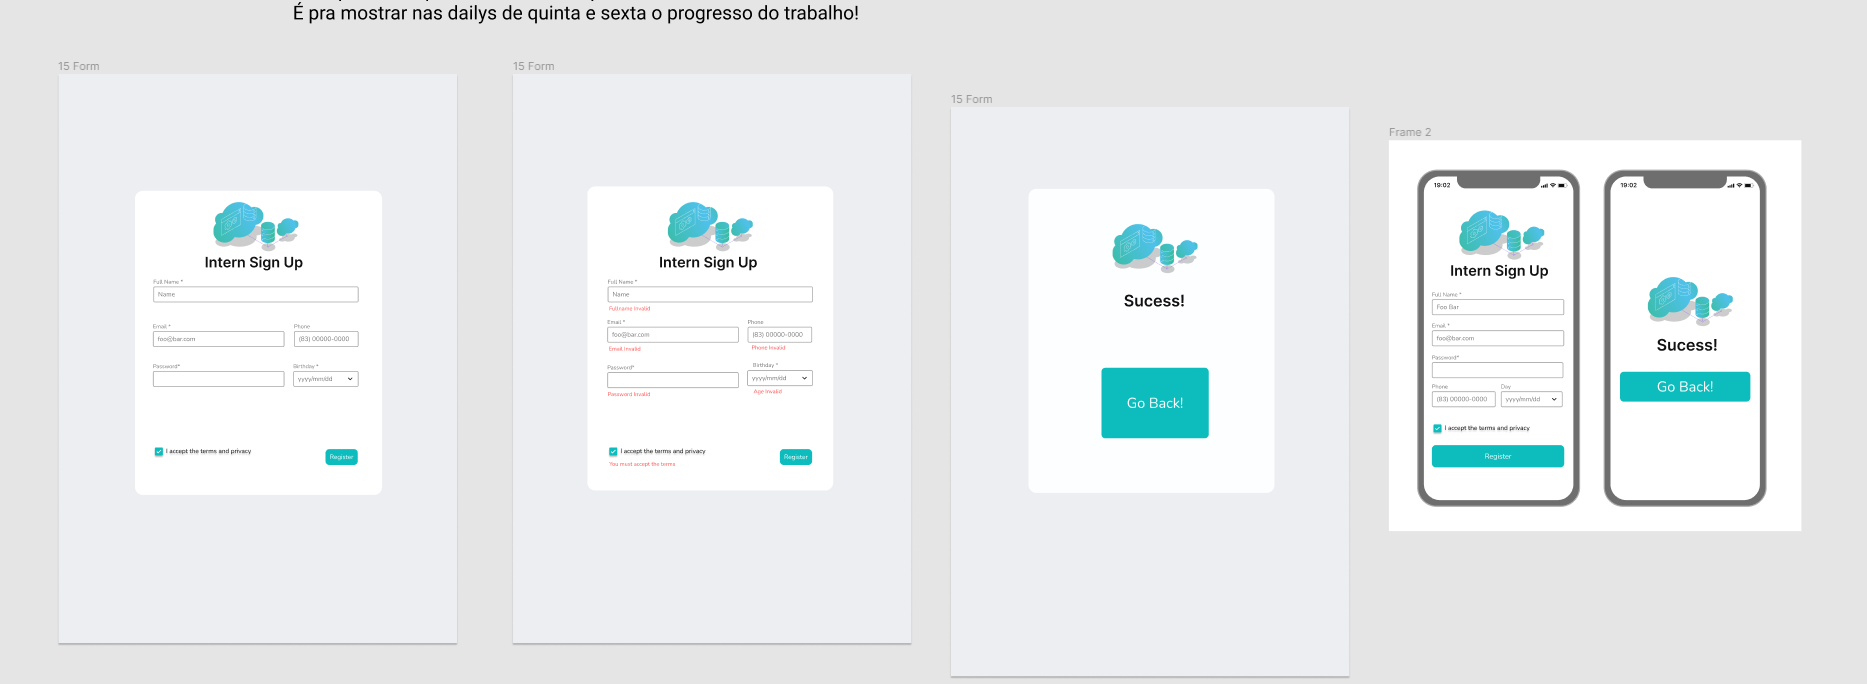 É pra mostrar nas dailys de quinta e sexta o progresso do trabalho!
15 Form
Intern Sign Up
Full Name *
Name
Email *
Phone
foo@bar.com
(83) 00000-0000
Password*
Birthday *
yyyy/mm/dd
I accept the terms and privacy
Register
15 Form
Intern Sign Up
Full Name *
Name
Fullname Invalid
Email *
Phone
foo@bar.com
(83) 00000-0000
Email Invalid
Phone Invalid
Password*
Birthday *
yyyy/mm/dd
Password Invalid
Age Invalid
I accept the terms and privacy
You must accept the terms
Register
15 Form
Sucess!
Go Back!
Frame 2
19:02
Intern Sign Up
Full Name *
Foo Bar
Email *
foo@bar.com
Password*
Phone
Day
(83) 00000-0000
yyyy/mm/dd
I accept the terms and privacy
Register
19:02
Sucess!
Go Back!